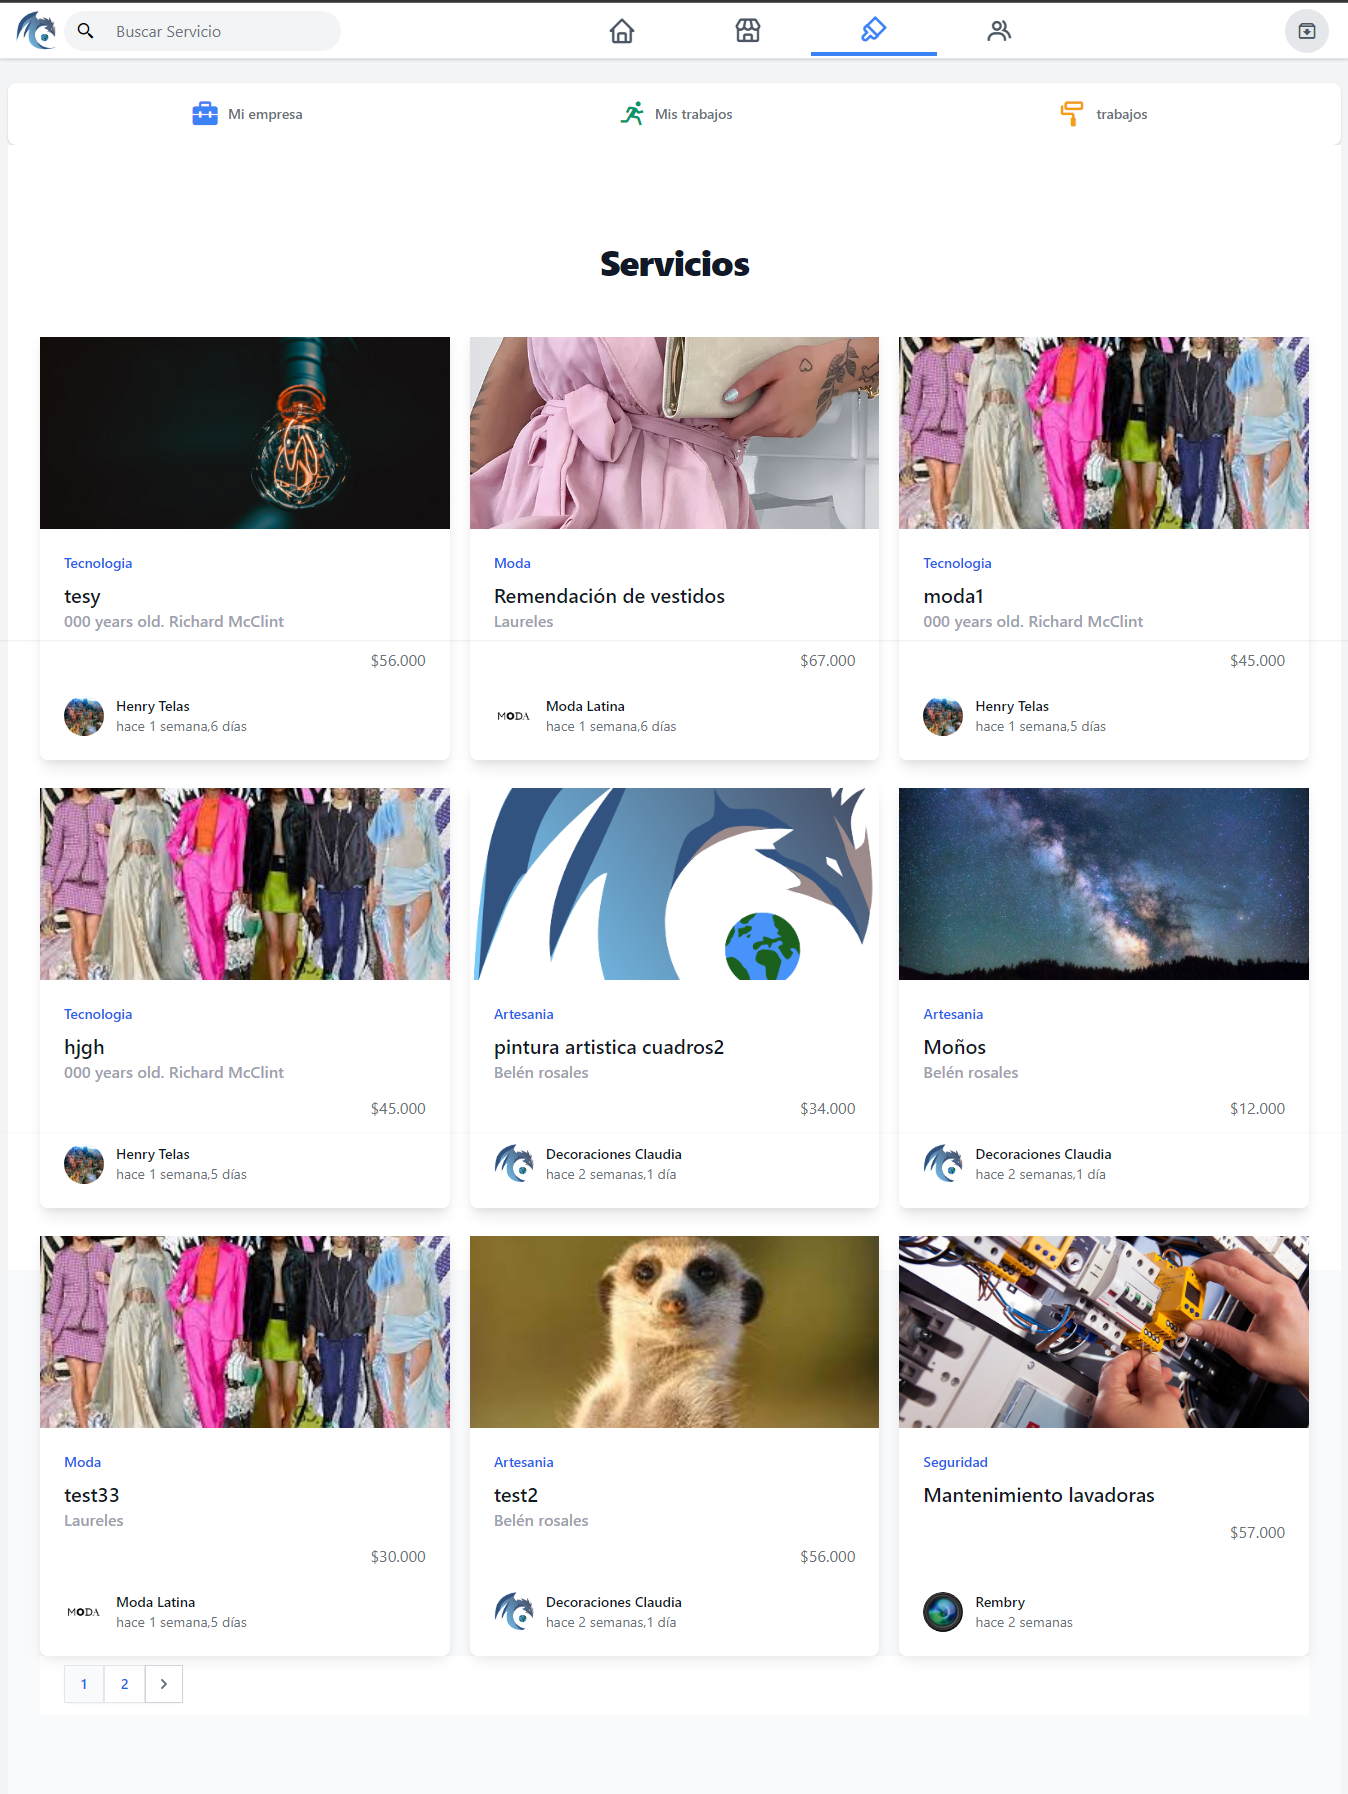 Buscar Servicio
Mi empresa
Mis trabajos
trabajos
Servicios
Tecnologia
tesy
000 years old. Richard McClint
$56.000
Henry Telas
hace 1 semana,6 días
Moda
Remendación de vestidos
Laureles
$67.000
MODA
Moda Latina
hace 1 semana,6 días
Tecnologia
moda1
000 years old. Richard McClint
$45.000
Henry Telas
hace 1 semana,5 días
Tecnologia
hjgh
000 years old. Richard McClint
$45.000
Henry Telas
hace 1 semana,5 días
Artesania
pintura artistica cuadros2
Belén rosales
$34.000
Decoraciones Claudia
hace 2 semanas,1 día
Artesania
Moños
Belén rosales
$12.000
Decoraciones Claudia
hace 2 semanas,1 día
Moda
test33
Laureles
$30.000
MODA
Moda Latina
hace 1 semana,5 días
Artesania
test2
Belén rosales
$56.000
Decoraciones Claudia
hace 2 semanas,1 día
Seguridad
Mantenimiento lavadoras
$57.000
Rembry
hace 2 semanas
1 2